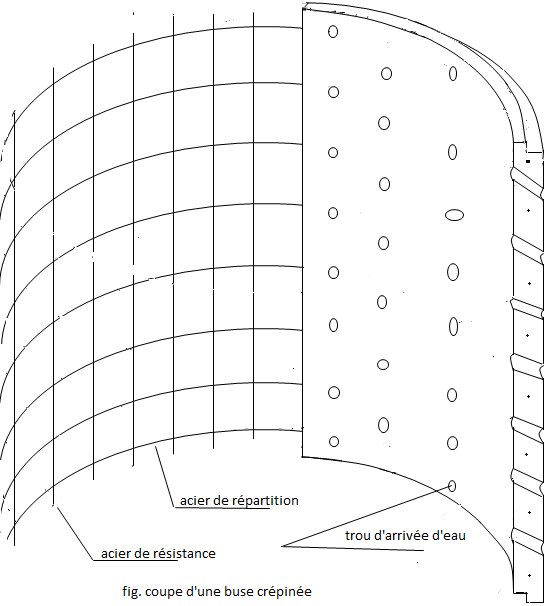 acier de répartition
trou d'arrivée d'eau
acier de résistance
fig. coupe d'une buse crépinée